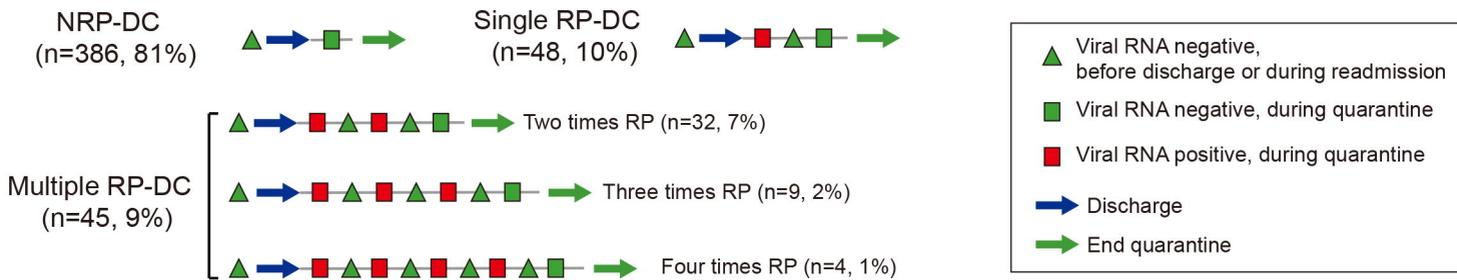 NRP-DC
(n=386, 81%)
Single RP-DC
(n=48, 10%)
Multiple RP-DC
(n=45, 9%)
Two times RP (n=32, 7%)
Three times RP (n=9, 2%)
Four times RP (n=4, 1%)
Viral RNA negative,
before discharge or during readmission
Viral RNA negative, during quarantine
Viral RNA positive, during quarantine
Discharge
End quarantine